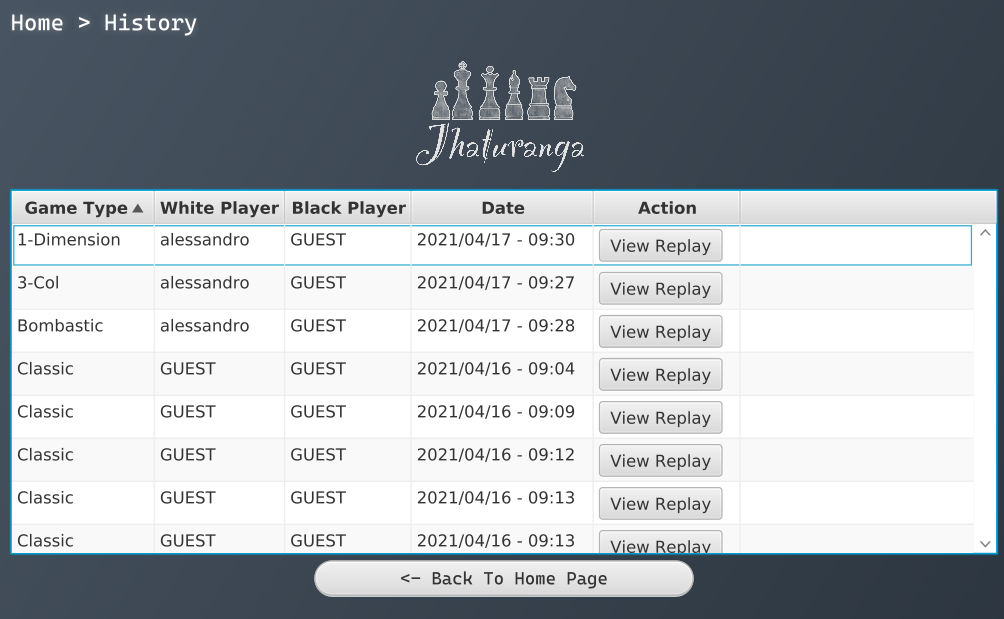 Home > History
Jhaturanga
Game Type White Player Black Player Date Action
1-Dimension alessandro GUEST 2021/04/17 - 09:30 View Replay
3-Col alessandro GUEST 2021/04/17 - 09:27 View Replay
Bombastic alessandro GUEST 2021/04/17 - 09:28 View Replay
Classic GUEST GUEST 2021/04/16 - 09:04 View Replay
Classic GUEST GUEST 2021/04/16 - 09:09 View Replay
Classic GUEST GUEST 2021/04/16 - 09:12 View Replay
Classic GUEST GUEST 2021/04/16 - 09:13 View Replay
Classic GUEST GUEST 2021/04/16 - 09:13 View Replay
<- Back To Home Page